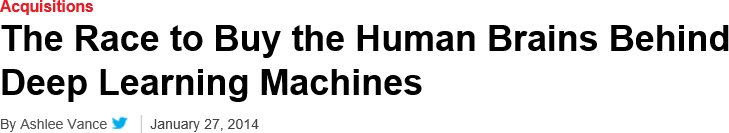 Acquisitions
The Race to Buy the Human Brains Behind
Deep Learning Machines
By Ashlee Vance January 27, 2014